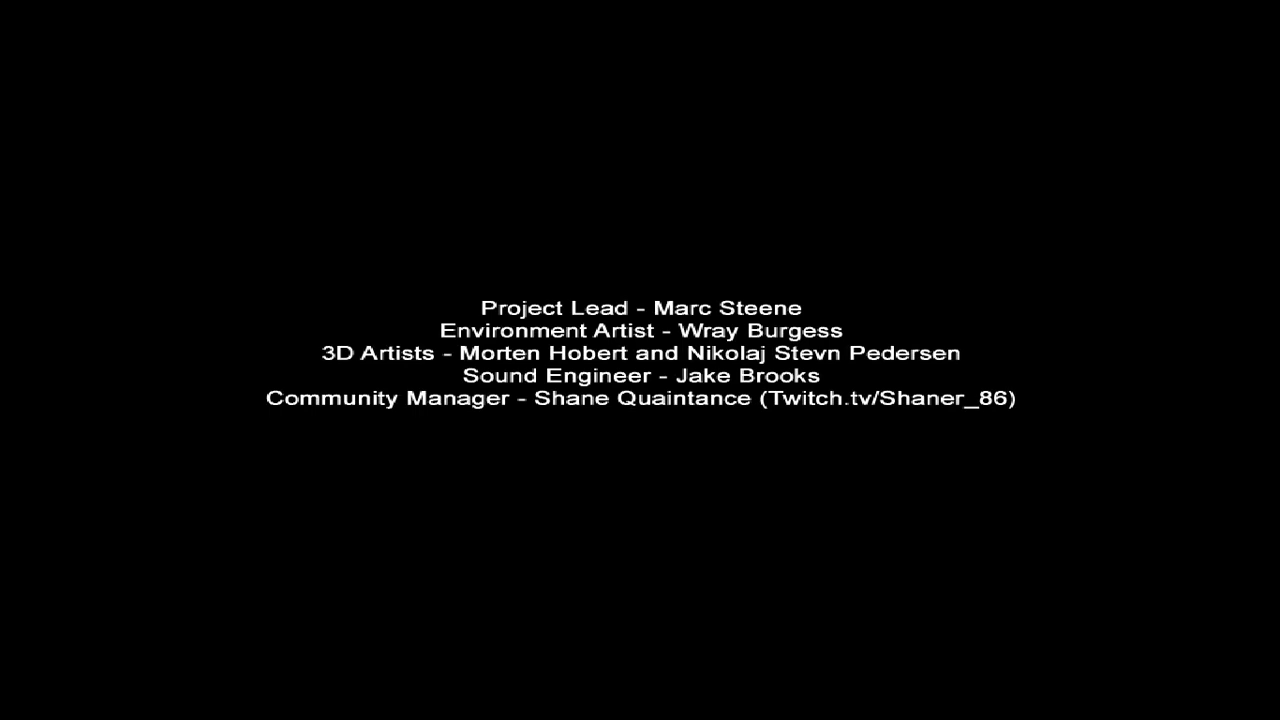 Project Lead - Marc Steene
Environment Artist - Wray Burgess
3D Artists - Morten Hobert and Nikolaj Stevn Pedersen
Sound Engineer - Jake Brooks
Community Manager - Shane Quaintance (Twitch.tv/Shaner_86)